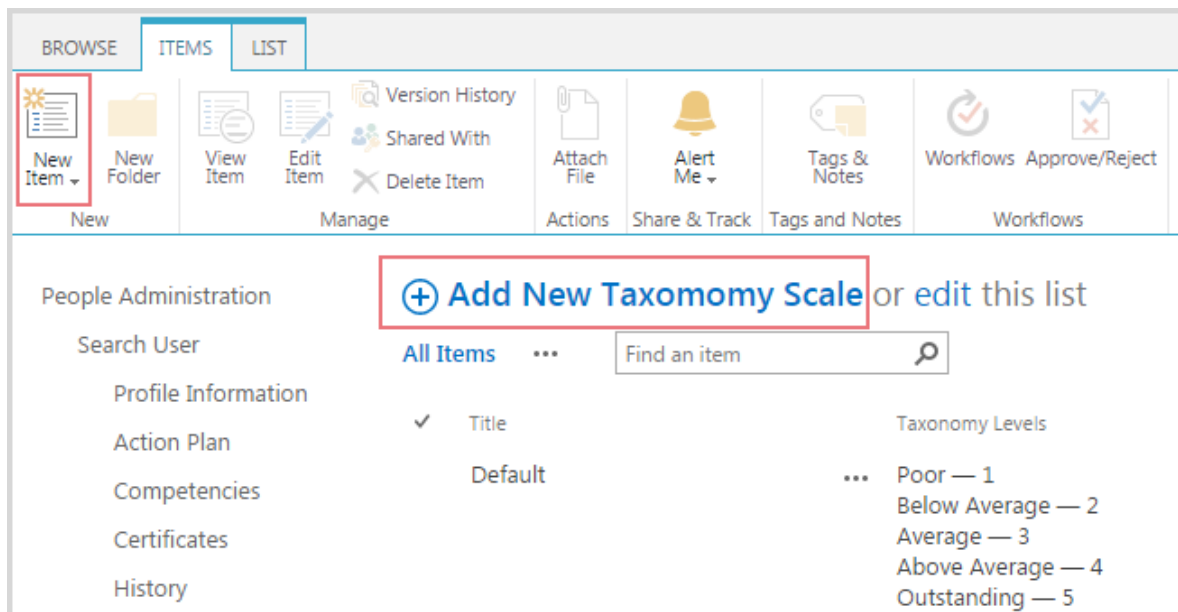 BROWSE ITEMS LIST
New Item
New Folder
View Item
Edit Item
Version History
Shared With
Delete Item
Attach File
Alert Me
Tags & Notes
Workflows
Approve/Reject
New
Manage
Actions
Share & Track
Tags and Notes
Workflows
People Administration
Search User
Profile Information
Action Plan
Competencies
Certificates
History
Add New Taxomomy Scale or edit this list
All Items ••• Find an item
Title Taxonomy Levels
Default ••• Poor — 1
Below Average — 2
Average — 3
Above Average — 4
Outstanding — 5